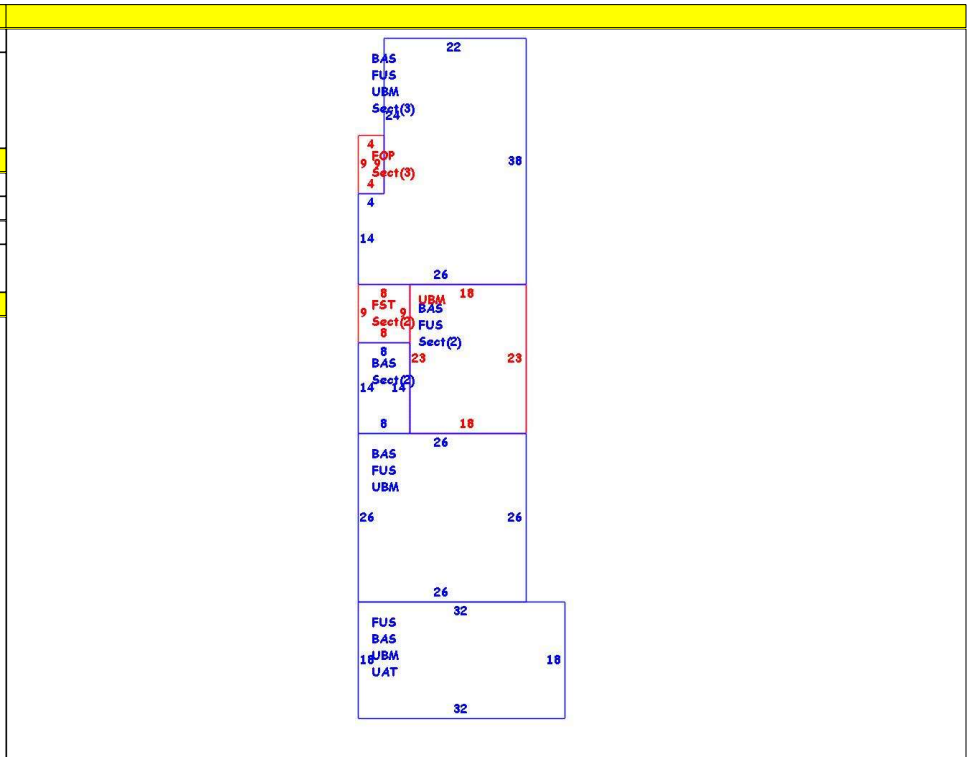 22
BAS
FUS
UBM
Sect(3)
24
4
FOP
9 9
38
Sect(3)
4
4
14
26
8 18
UBM
FST BAS
9 9
Sect(2) FUS
8
Sect(2)
8
23 23
BAS
Sect(2)
14 14
8 18
26
BAS
FUS
UBM
26 26
26
32
FUS
BAS
UBM
18 18
UAT
32